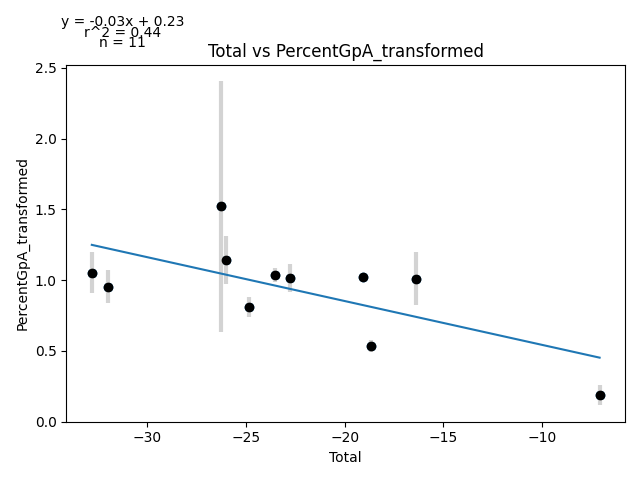 y = -0.03x + 0.23
r^2 = 0.44
n = 11
Total vs PercentGpA_transformed
2.5
2.0
1.5
1.0
0.5
0.0
PercentGpA_transformed
−30
−25
−20
−15
−10
Total